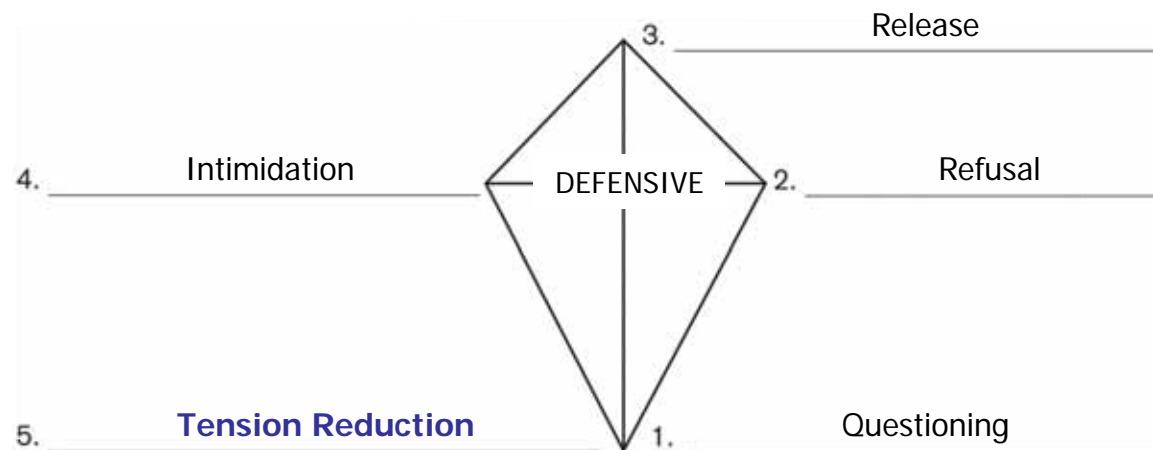 3. Release
4. Intimidation DEFENSIVE 2. Refusal
5. Tension Reduction 1. Questioning